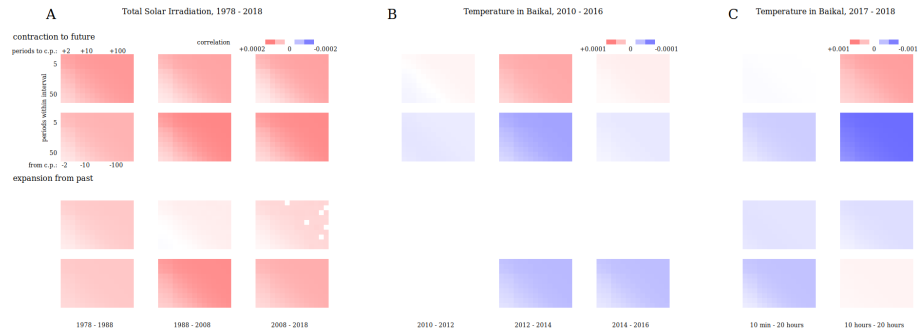 A Total Solar Irradiation, 1978 - 2018
B Temperature in Baikal, 2010 - 2016
C Temperature in Baikal, 2017 - 2018
contraction to future
correlation
periods to c.p.: +2 +10 +100
+0.0002 0 -0.0002
+0.0001 0 -0.0001
+0.001 0 -0.001
5
50
periods within interval
5
50
from c.p.: -2 -10 -100
expansion from past
1978 - 1988 1988 - 2008 2008 - 2018
2010 - 2012 2012 - 2014 2014 - 2016
10 min - 20 hours 10 hours - 20 hours